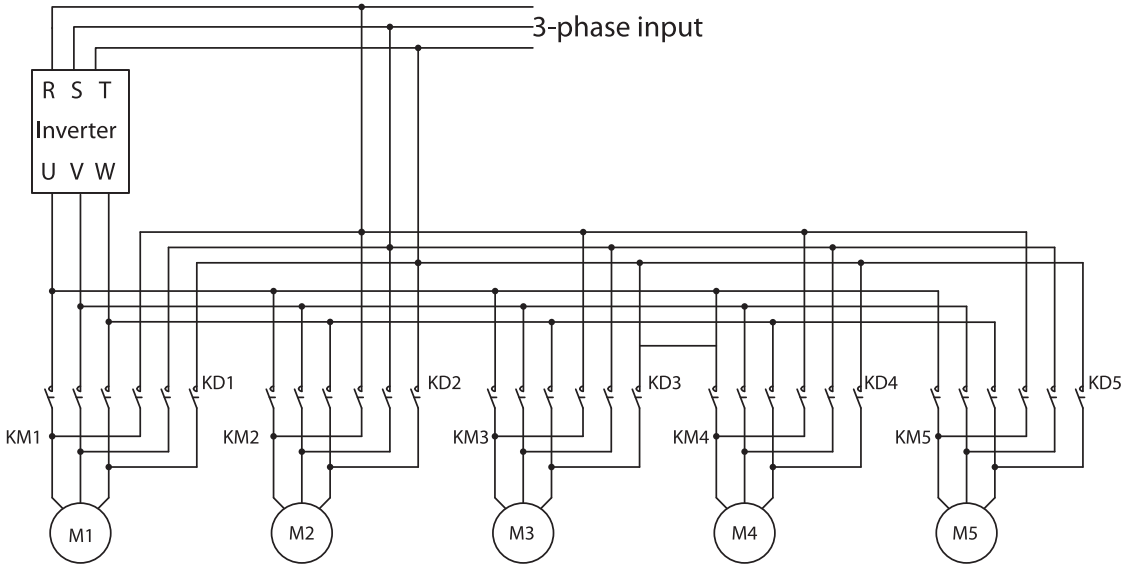 3-phase input
R S T
Inverter
U V W
KD1
KD2
KD3
KD4
KD5
KM1
KM2
KM3
KM4
KM5
M1
M2
M3
M4
M5